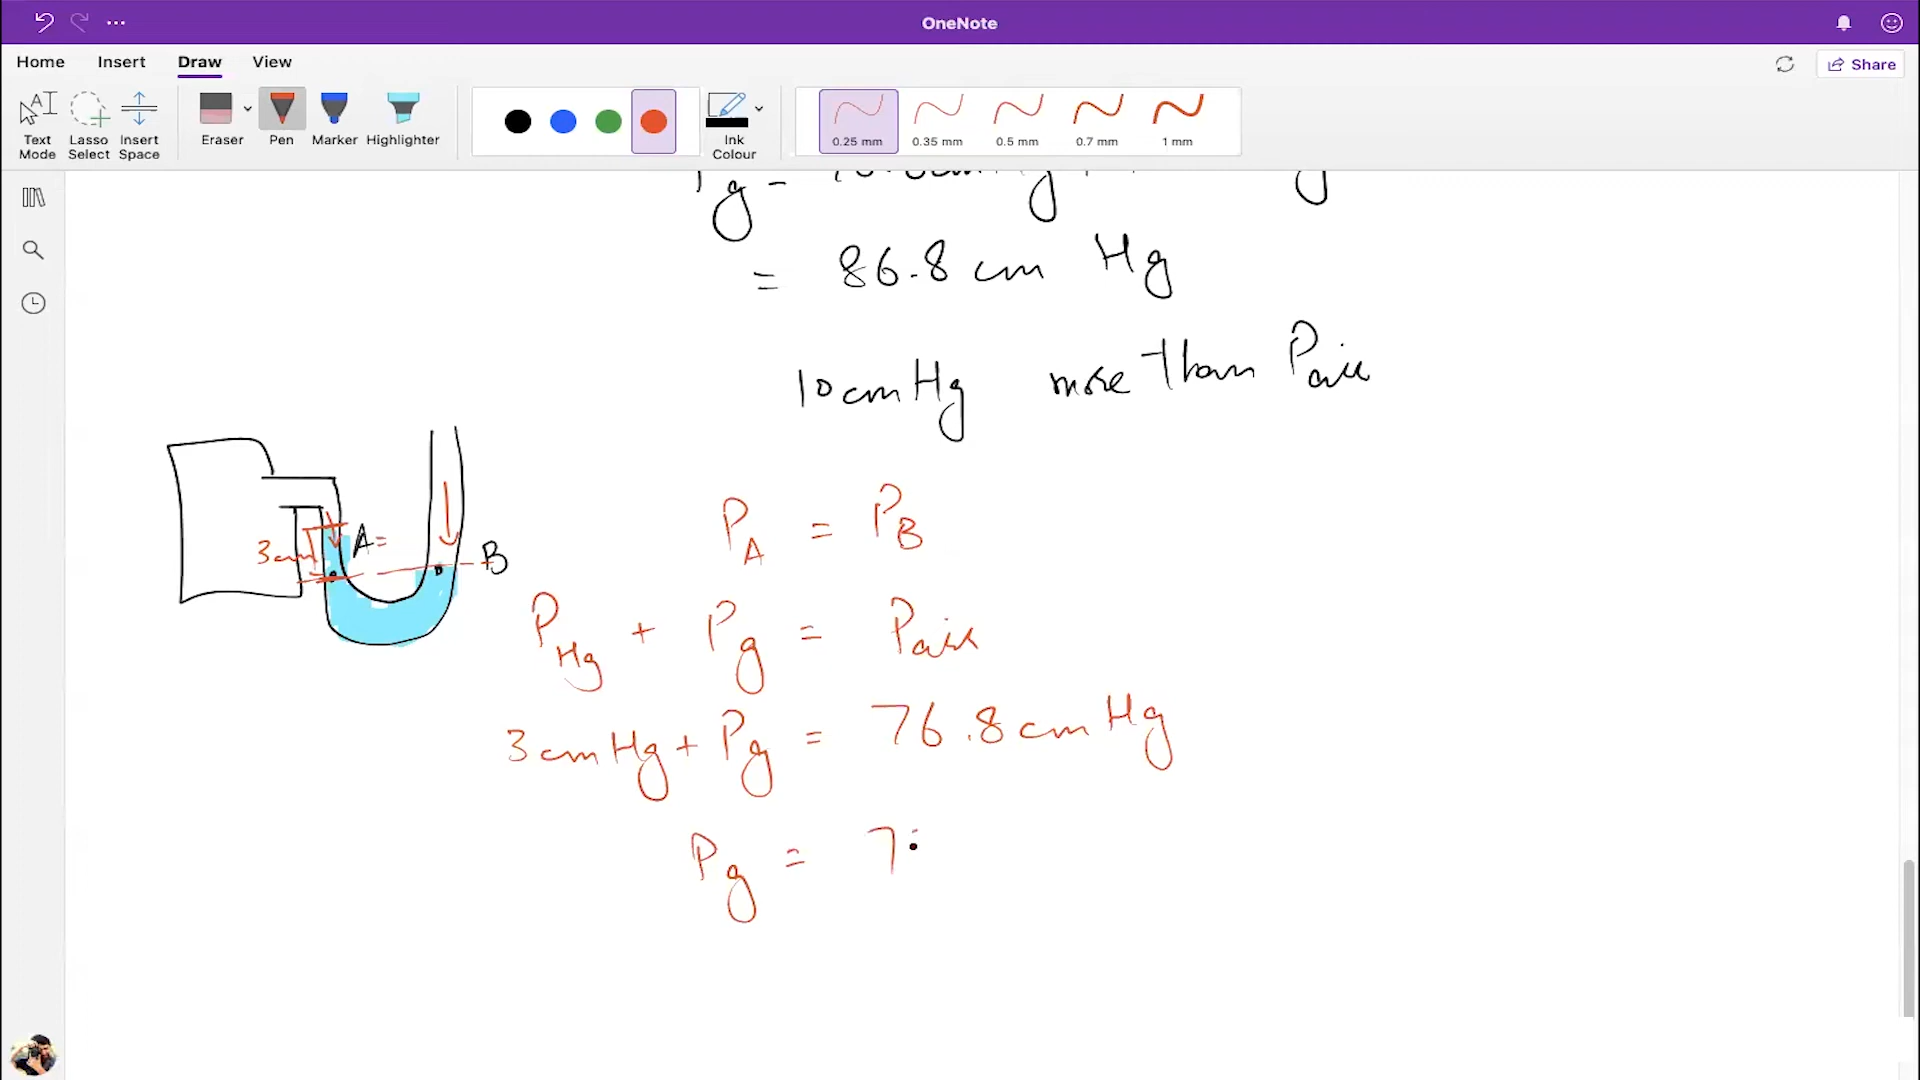 OneNote
Home Insert Draw View
Share
Text Mode
Lasso Select
Insert Space
Eraser
Pen
Marker
Highlighter
Ink Colour
0.25 mm
0.35 mm
0.5 mm
0.7 mm
1 mm
Pg =
= 86.8 cm Hg
10 cm Hg more than Pair
3cm
A=
B
PA = PB
PHg + Pg = Pair
3 cm Hg + Pg = 76.8 cm Hg
Pg = 7